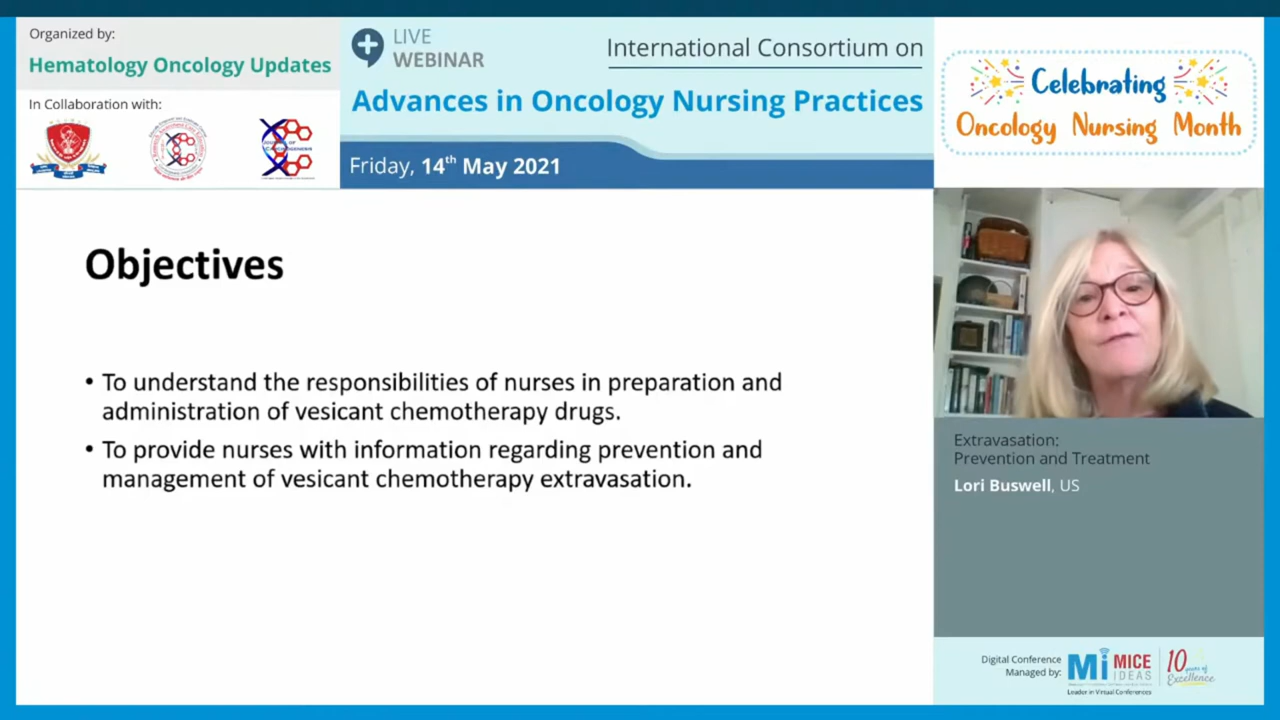 Organized by:
Hematology Oncology Updates
In Collaboration with:
LIVE
WEBINAR
International Consortium on
Advances in Oncology Nursing Practices
Friday, 14th May 2021
Celebrating
Oncology Nursing Month
Objectives
• To understand the responsibilities of nurses in preparation and
administration of vesicant chemotherapy drugs.
• To provide nurses with information regarding prevention and
management of vesicant chemotherapy extravasation.
Extravasation:
Prevention and Treatment
Lori Buswell, US
Digital Conference
Managed by:
Mi MICE
IDEAS
Leader in Virtual Conferences
10 years of
Excellence